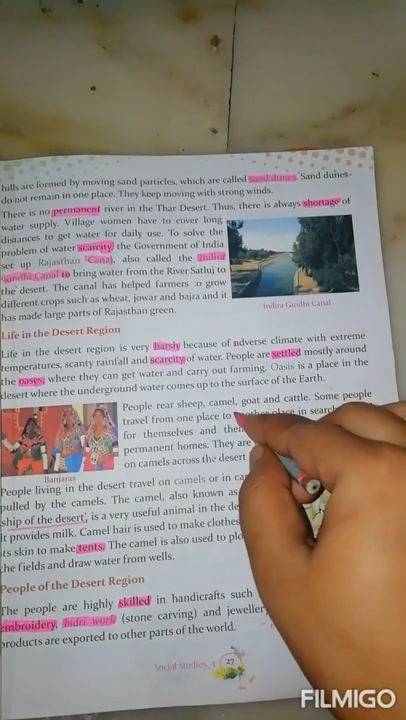 hills are formed by moving sand particles, which are called sand dunes. Sand dunes
do not remain in one place. They keep moving with strong winds.
There is no permanent river in the Thar Desert. Thus, there is always shortage of
water supply. Village women have to cover long
distances to get water for daily use. To solve the
problem of water scarcity, the Government of India
set up Rajasthan Canal, also called the Indira
Gandhi Canal to bring water from the River Satluj to
the desert. The canal has helped farmers o grow
different crops such as wheat, jowar and bajra and it
has made large parts of Rajasthan green.
Indira Gandhi Canal
Life in the Desert Region
Life in the desert region is very harsh because of adverse climate with extreme
temperatures, scanty rainfall and scarcity of water. People are settled mostly around
the oases, where they can get water and carry out farming. Oasis is a place in the
desert where the underground water comes up to the surface of the Earth.
People rear sheep, camel, goat and cattle. Some people
travel from one place to place in search
for themselves and
permanent homes. They are
on camels across the desert
Banjaras
People living in the desert travel on camels or in
pulled by the camels. The camel, also known as
ship of the desert', is a very useful animal in the
It provides milk. Camel hair is used to make clothes
its skin to make tents. The camel is also used to
the fields and draw water from wells.
People of the Desert Region
The people are highly skilled in handicrafts such
embroidery, bidri work (stone carving) and
products are exported to other parts of the world.
Social Studies-4 27
FILMIGO